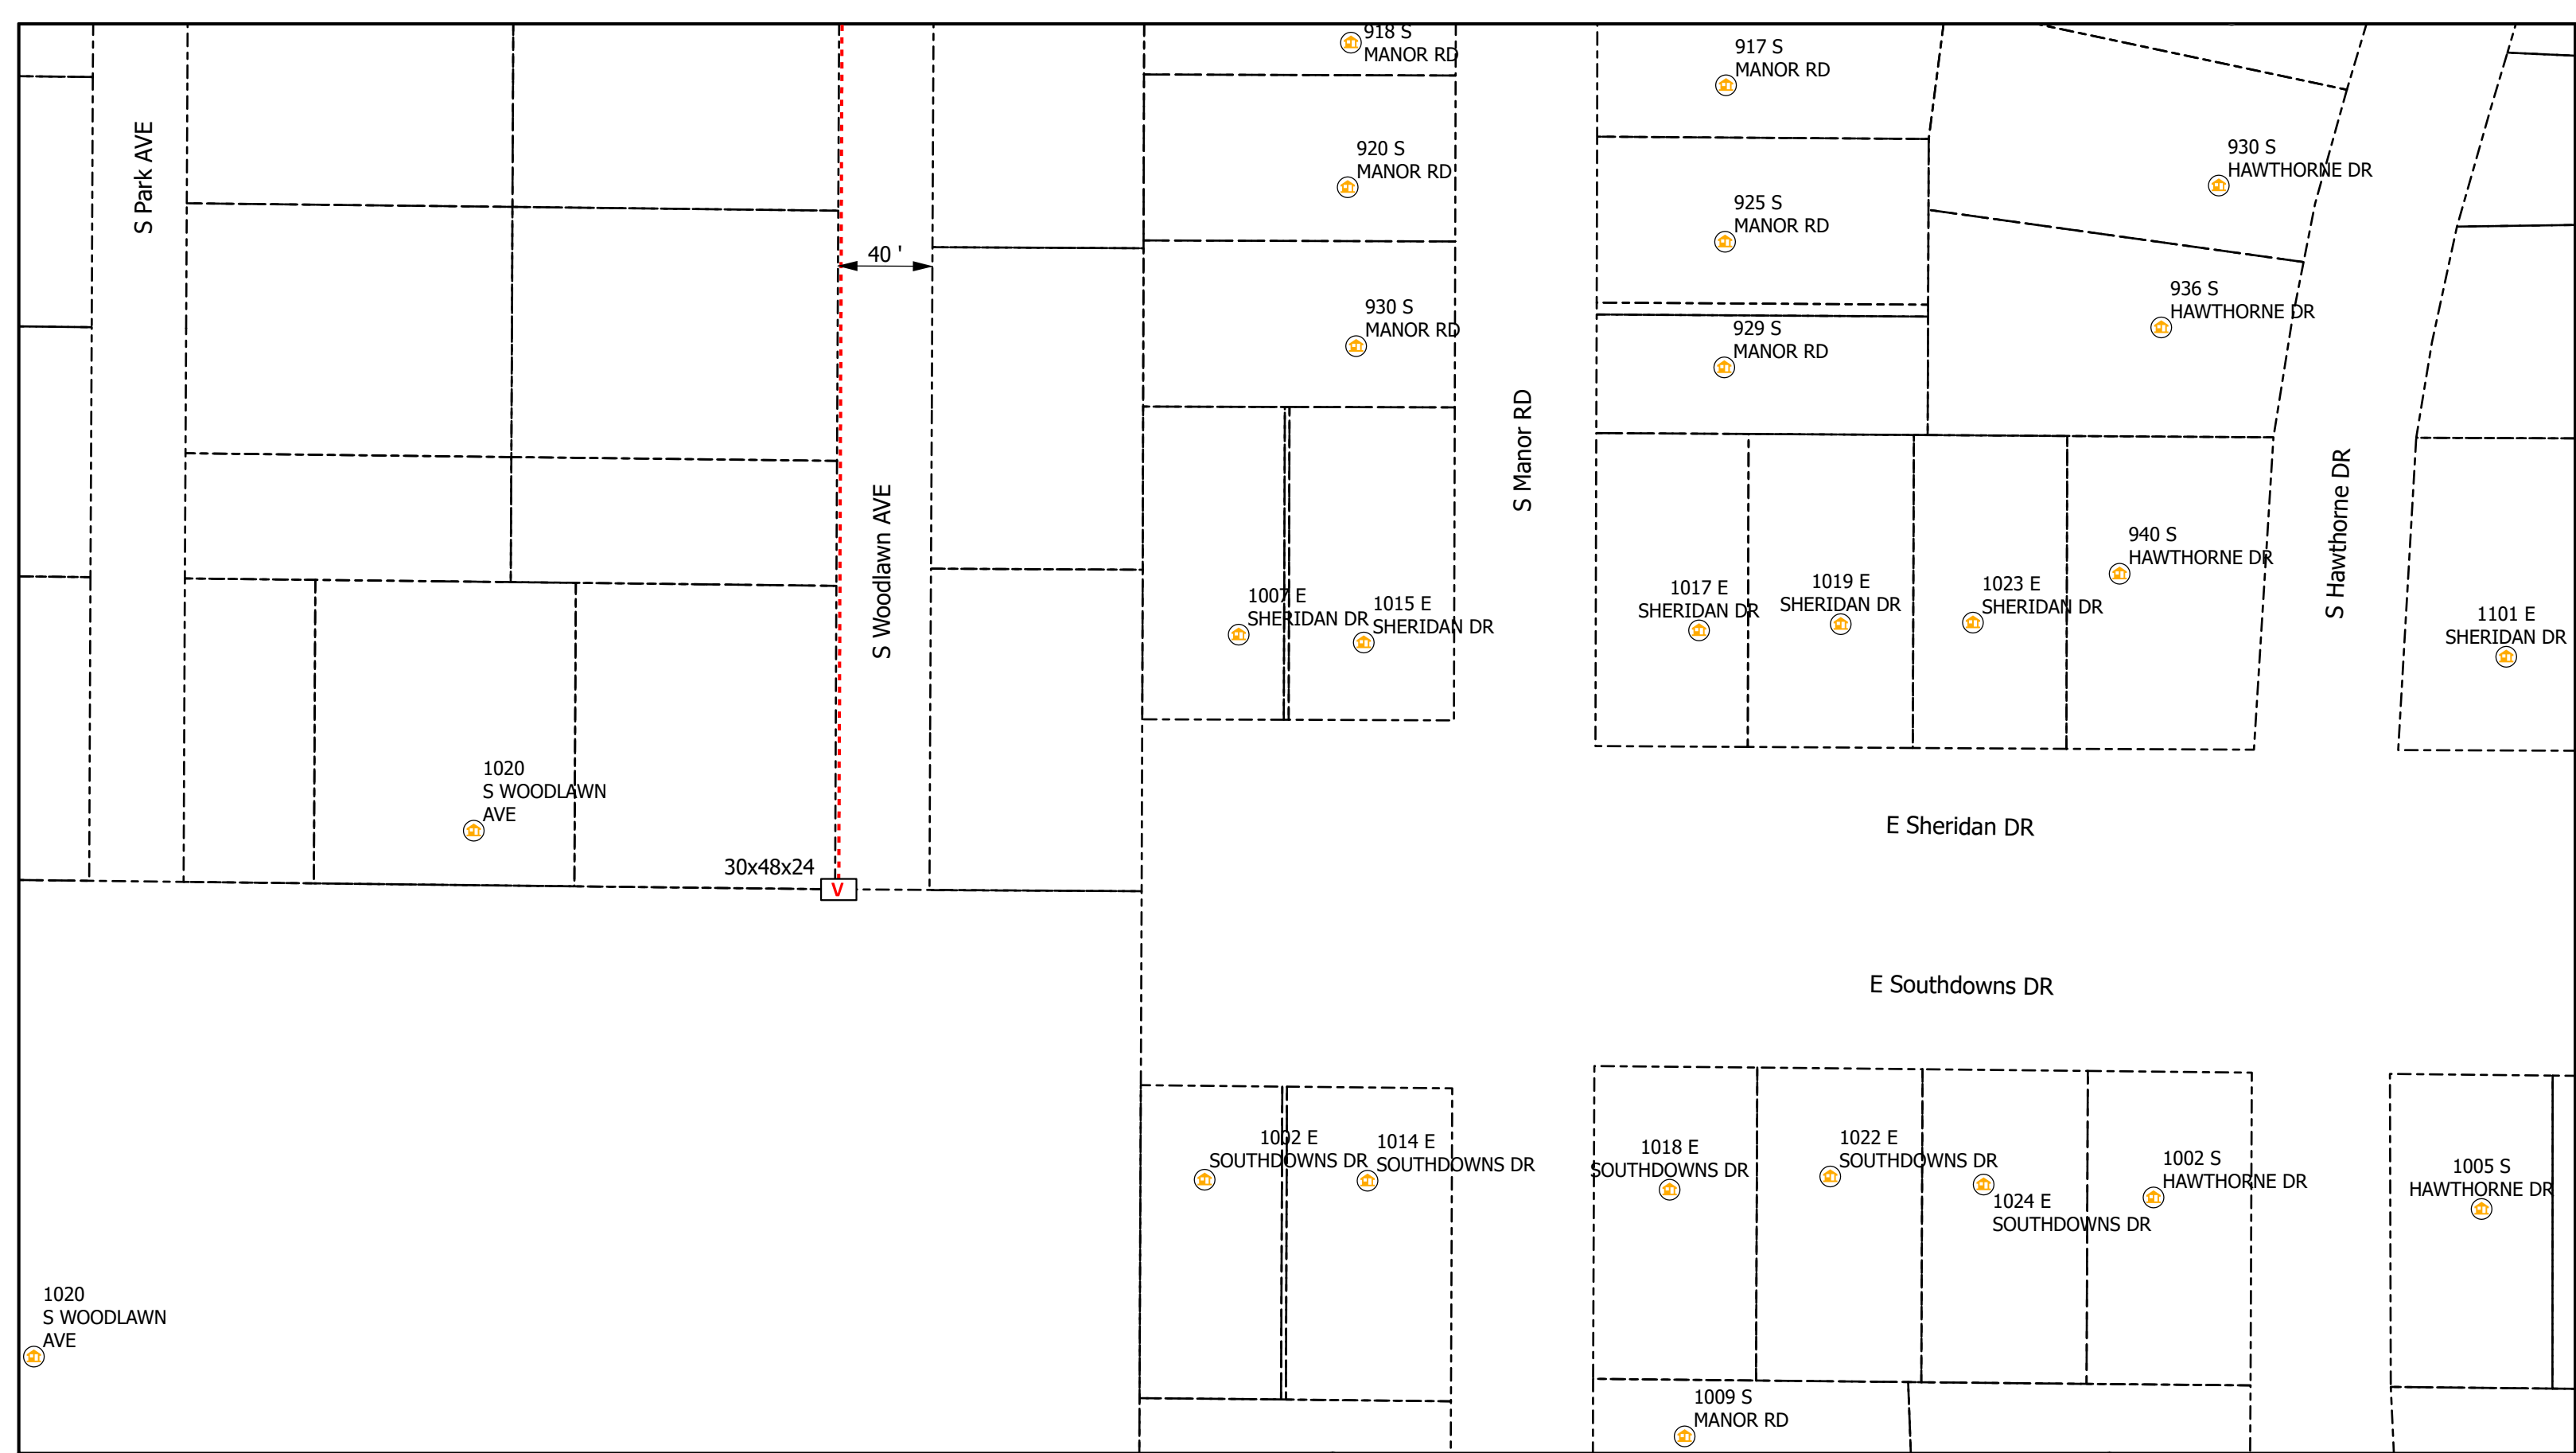 918 S
MANOR RD
917 S
MANOR RD
S Park AVE
920 S
MANOR RD
930 S
HAWTHORNE DR
925 S
MANOR RD
40 '
936 S
HAWTHORNE DR
930 S
MANOR RD
929 S
MANOR RD
S Manor RD
S Woodlawn AVE
S Hawthorne DR
940 S
HAWTHORNE DR
1007 E
SHERIDAN DR
1015 E
SHERIDAN DR
1017 E
SHERIDAN DR
1019 E
SHERIDAN DR
1023 E
SHERIDAN DR
1101 E
SHERIDAN DR
1020
S WOODLAWN
AVE
E Sheridan DR
30x48x24
V
E Southdowns DR
1002 E
SOUTHDOWNS DR
1014 E
SOUTHDOWNS DR
1018 E
SOUTHDOWNS DR
1022 E
SOUTHDOWNS DR
1024 E
SOUTHDOWNS DR
1002 S
HAWTHORNE DR
1005 S
HAWTHORNE DR
1020
S WOODLAWN
AVE
1009 S
MANOR RD